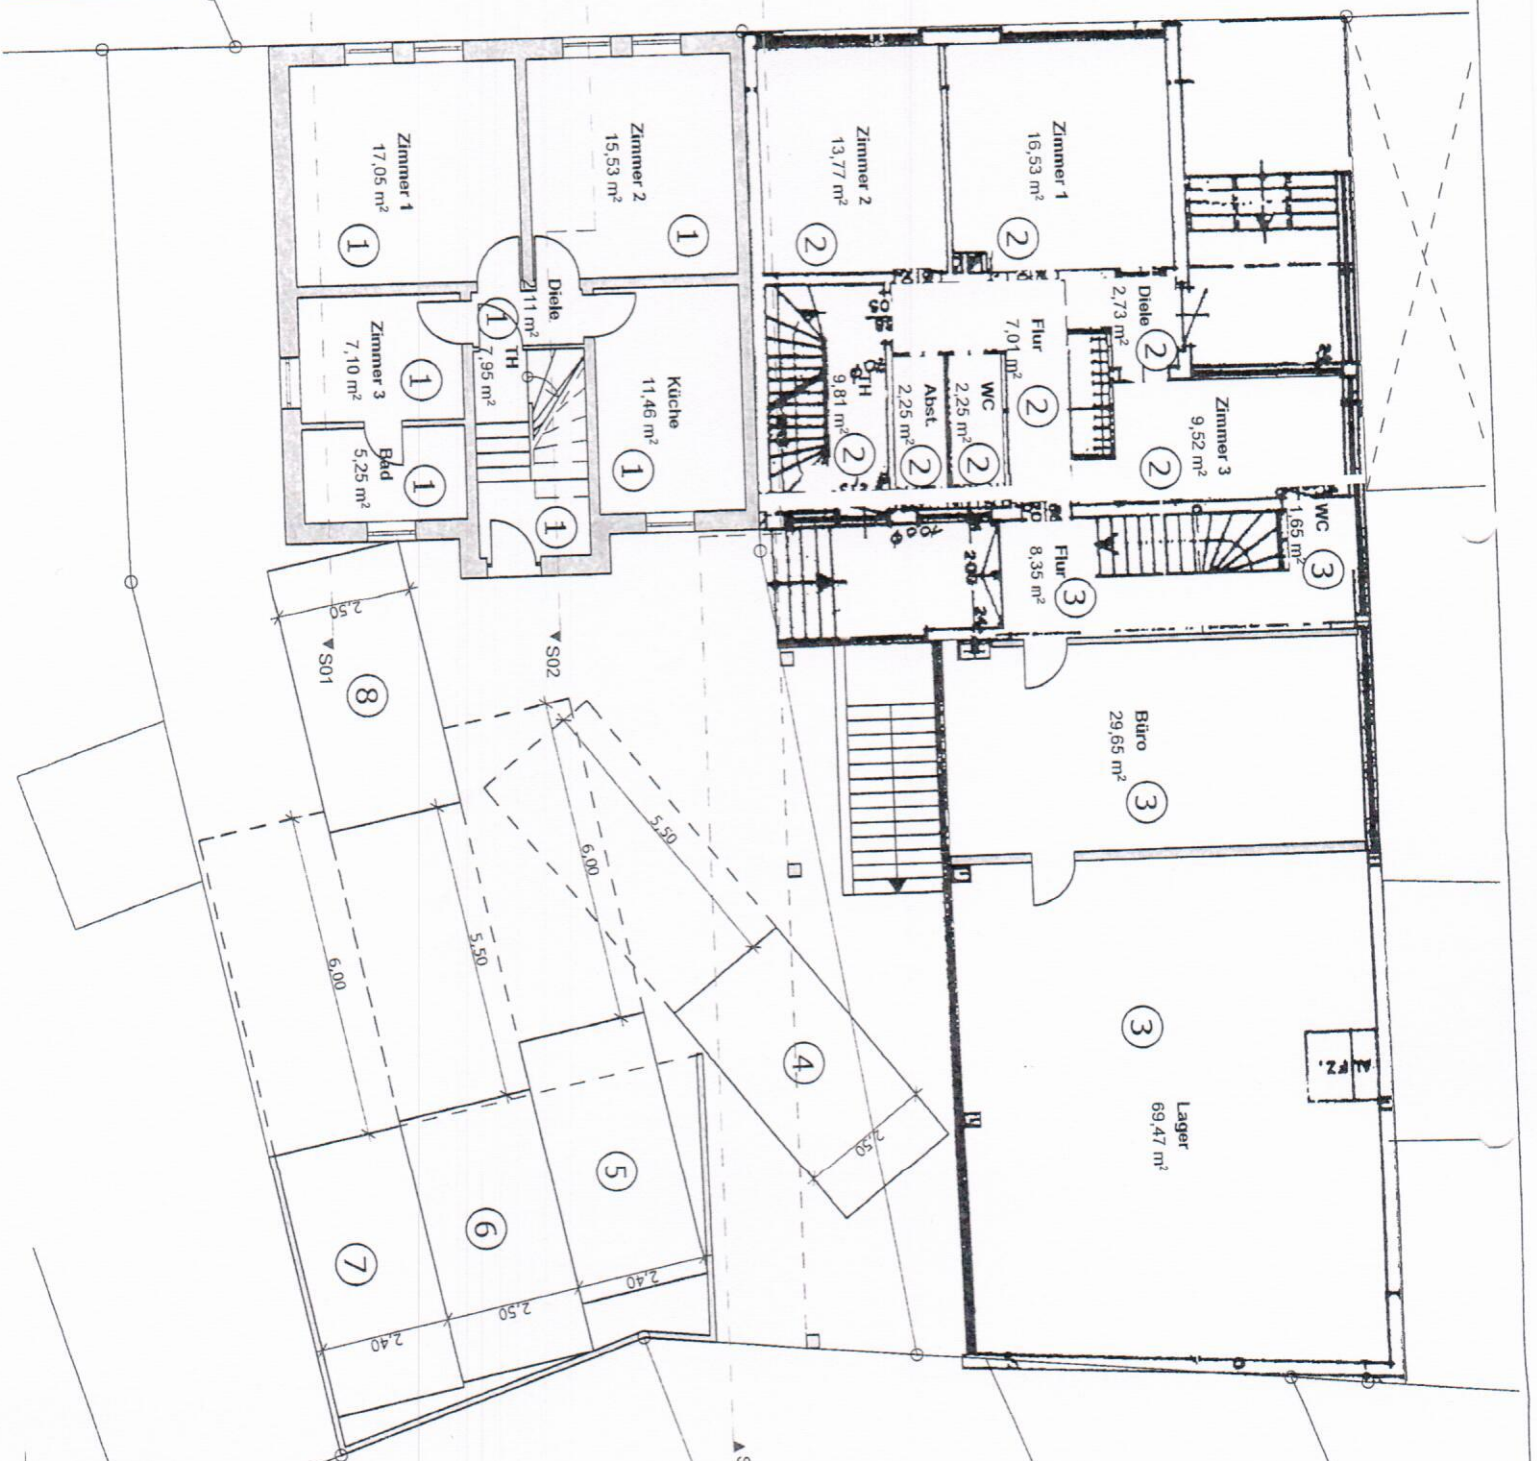 Zimmer 1
17,05 m²
1
Zimmer 2
15,53 m²
1
Zimmer 2
13,77 m²
2
Zimmer 1
16,53 m²
2
Diele
2,11 m²
1
TH
7,95 m²
Zimmer 3
7,10 m²
1
Bad
5,25 m²
1
Küche
11,46 m²
1
1
TH
9,81 m²
2
Abst.
2,25 m²
2
WC
2,25 m²
2
Flur
7,01 m²
2
Diele
2,73 m²
2
Zimmer 3
9,52 m²
2
WC
1,65 m²
3
Flur
8,35 m²
3
200
24
Büro
29,65 m²
3
3
Lager
69,47 m²
AUFZ.
2,50
S01
8
S02
5,50
6,00
5,50
6,00
4
2,50
5
2,40
6
2,50
7
2,40